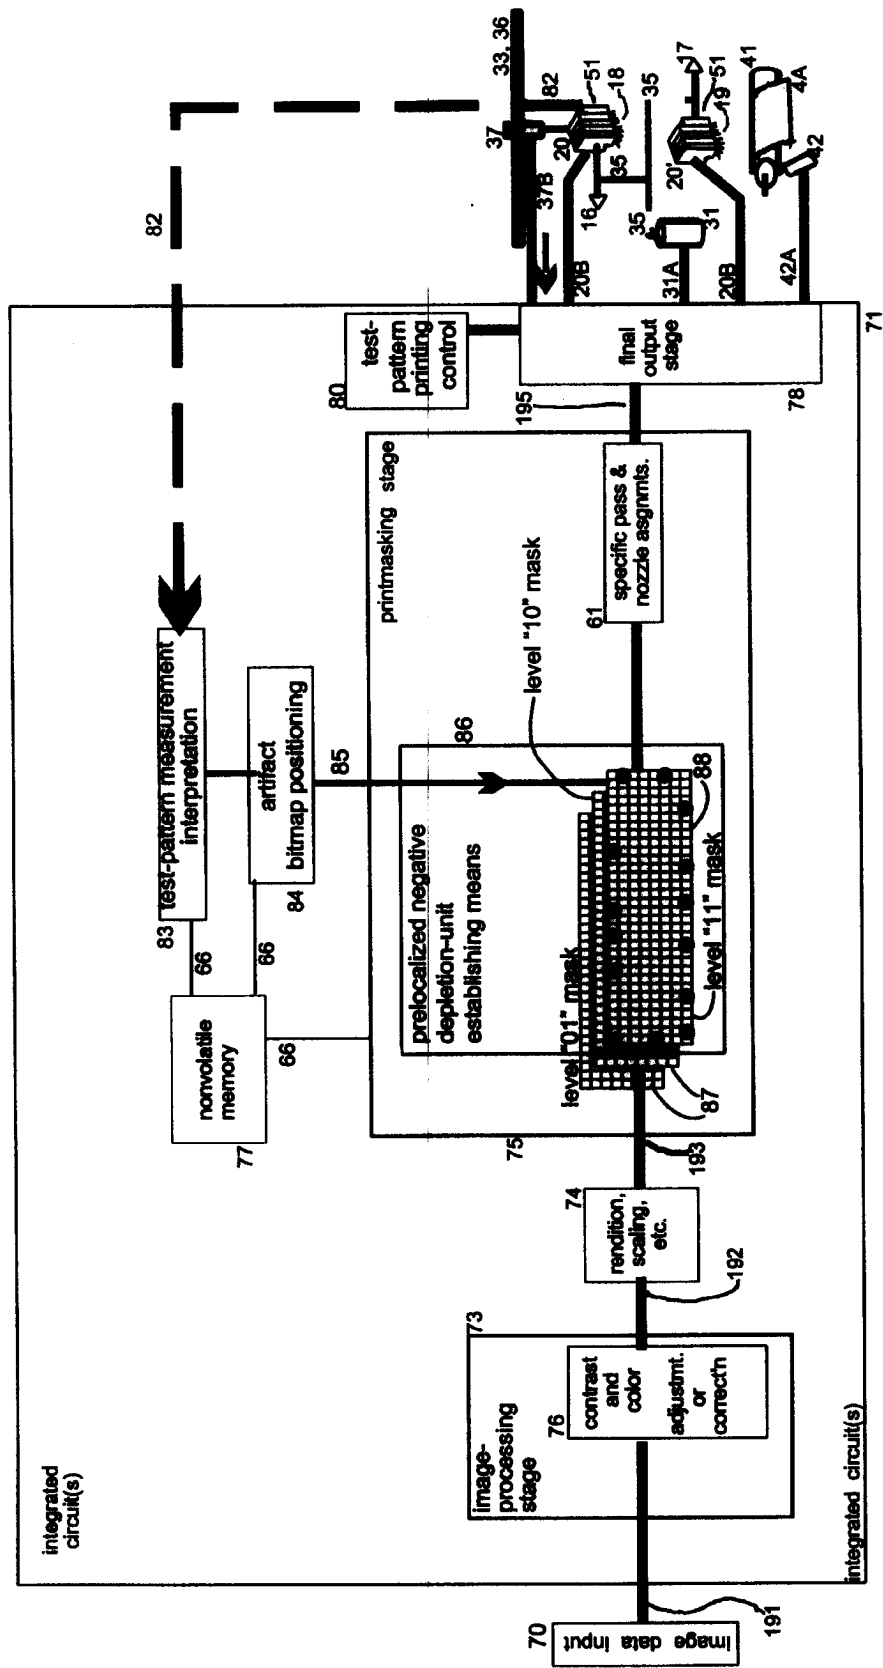 integrated
circuit(s)
82
33, 36
37
37B
20
82
51
18
16
35
35
20B
17
51
19
20'
35
31
31A
20B
41
4A
42
42A
71
test-
pattern
printing
control
80
final
output
stage
78
195
test-pattern measurement
interpretation
83
66
artifact
bitmap positioning
84
66
85
nonvolatile
memory
77
66
printmasking stage
75
prelocalized negative
depletion-unit
establishing means
86
level "10" mask
level "01" mask
level "11" mask
87
88
specific pass &
nozzle asgnmts.
61
193
rendition,
scaling,
etc.
74
192
image-
processing
stage
73
contrast
and
color
adjustmt.
or
correct'n
76
191
image data
input
70
integrated circuit(s)